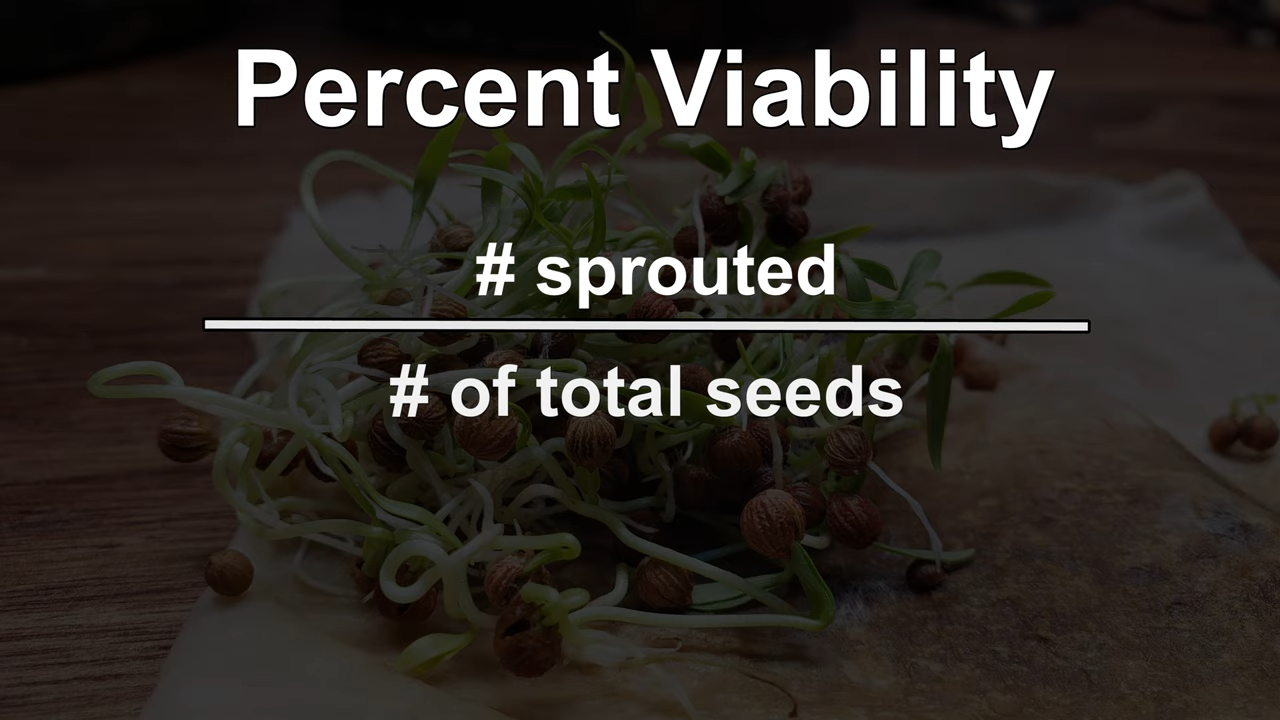 Percent Viability
# sprouted
# of total seeds